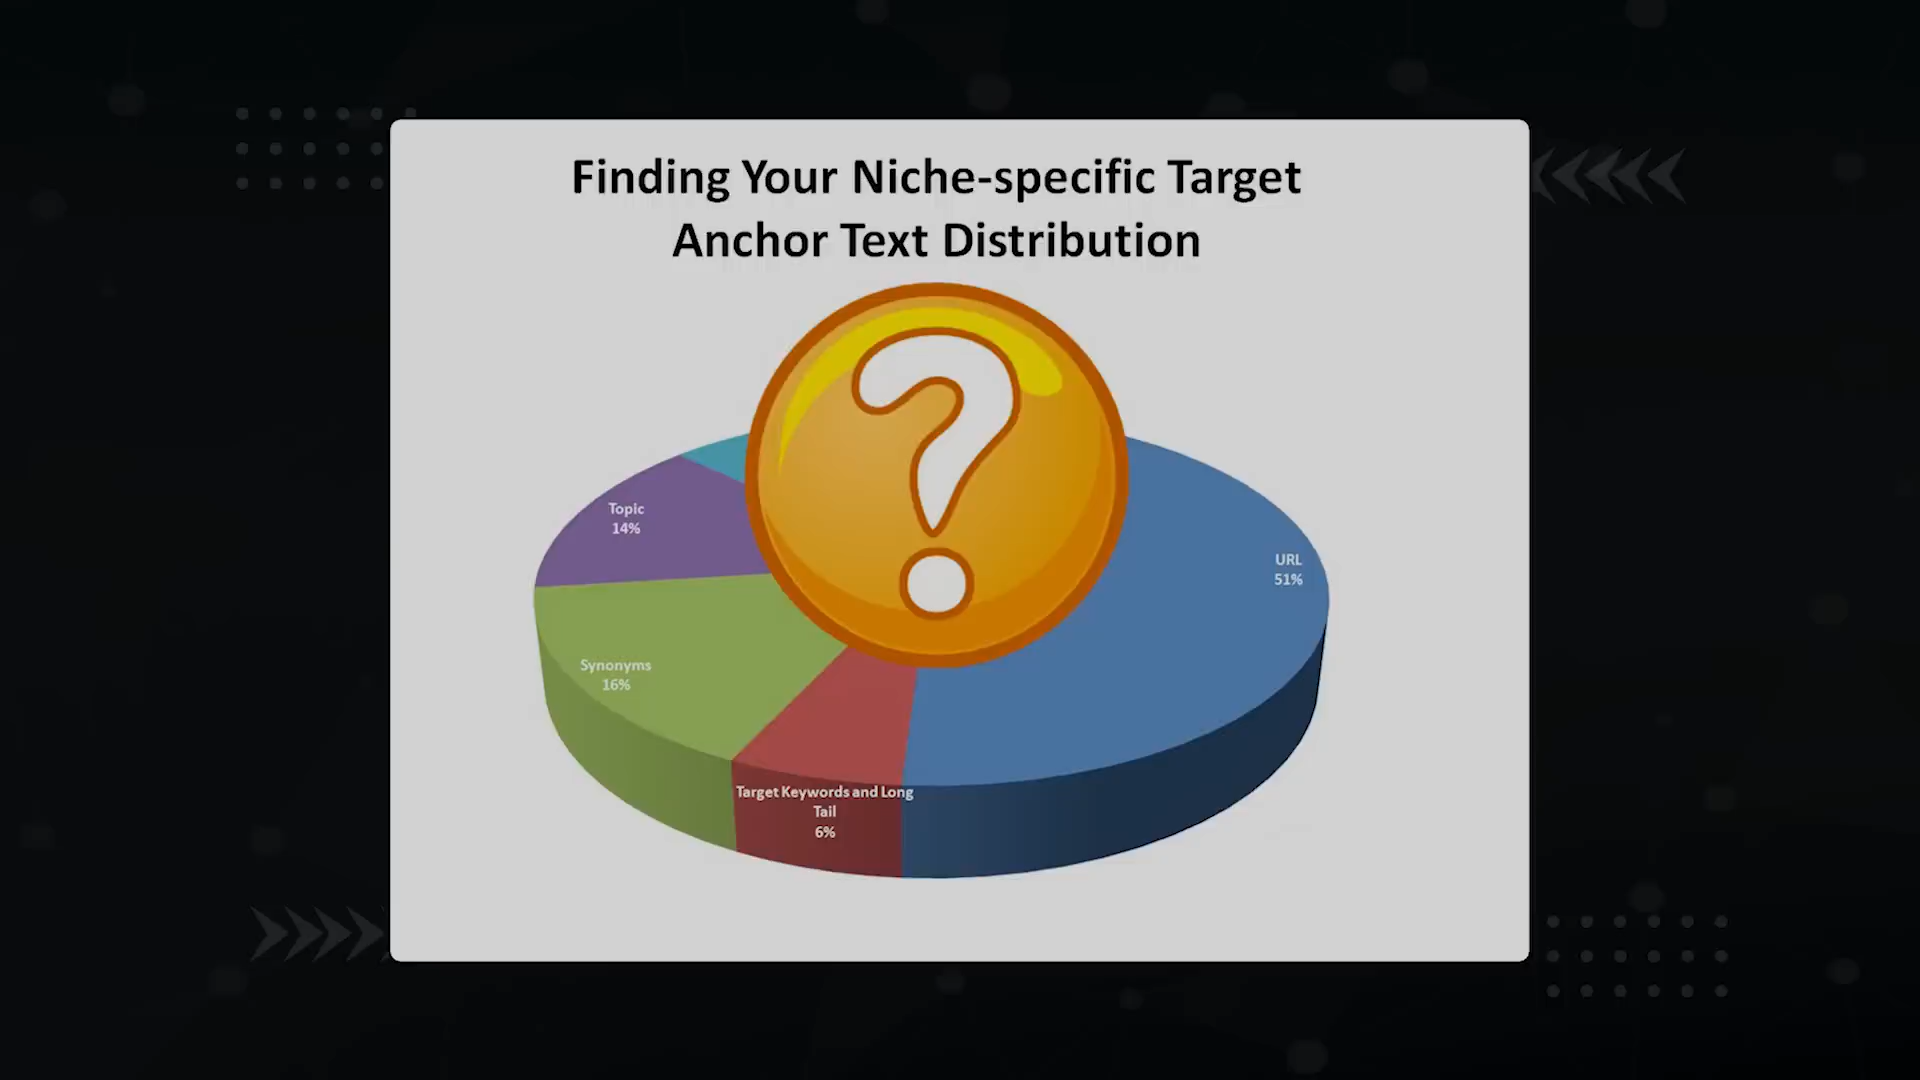 Finding Your Niche-specific Target
Anchor Text Distribution
?
Topic
14%
URL
51%
Synonyms
16%
Target Keywords and Long
Tail
6%